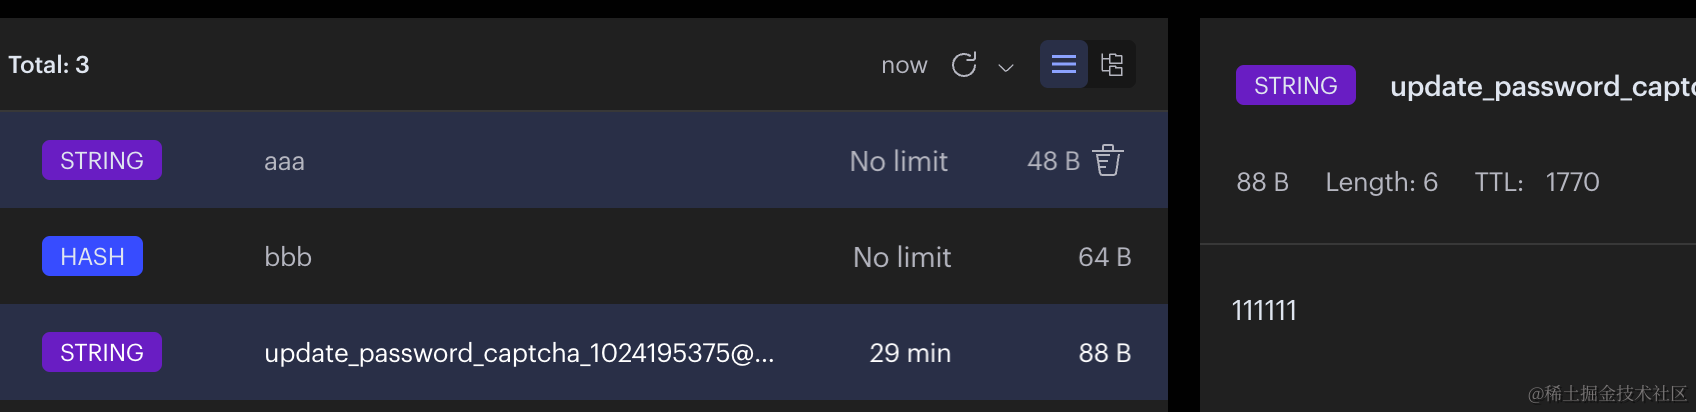 Total: 3
now
STRING aaa No limit 48 B
HASH bbb No limit 64 B
STRING update_password_captcha_1024195375@... 29 min 88 B
STRING update_password_captc
88 B Length: 6 TTL: 1770
111111
@稀土掘金技术社区